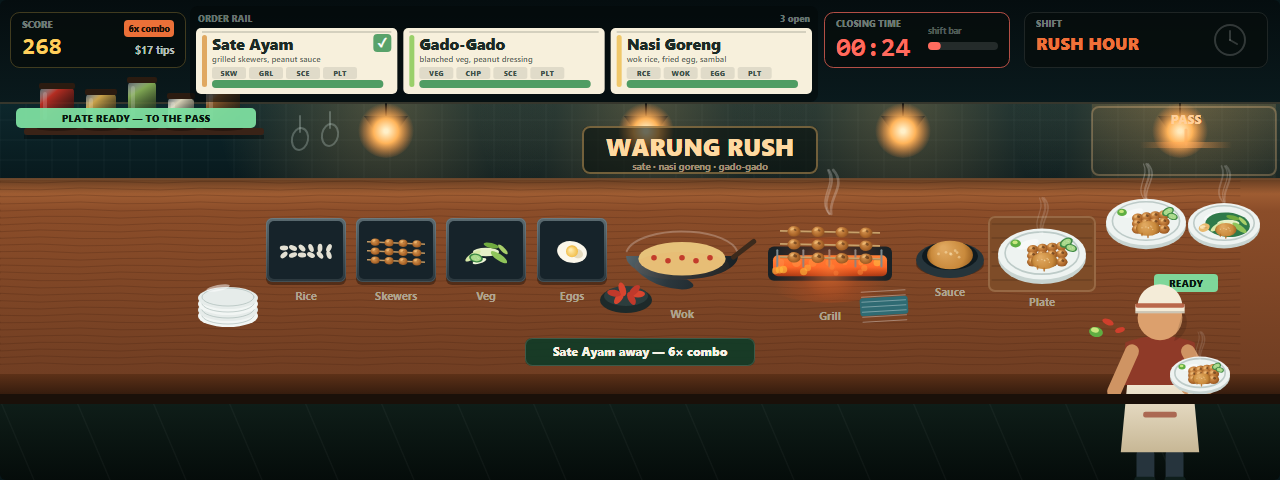 SCORE
268
6x combo
$17 tips
ORDER RAIL
3 open
Sate Ayam
grilled skewers, peanut sauce
SKW GRL SCE PLT
Gado-Gado
blanched veg, peanut dressing
VEG CHP SCE PLT
Nasi Goreng
wok rice, fried egg, sambal
RCE WOK EGG PLT
CLOSING TIME
00:24
shift bar
SHIFT
RUSH HOUR
PLATE READY — TO THE PASS
WARUNG RUSH
sate · nasi goreng · gado-gado
PASS
Rice
Skewers
Veg
Eggs
Wok
Grill
Sauce
Plate
READY
Sate Ayam away — 6× combo